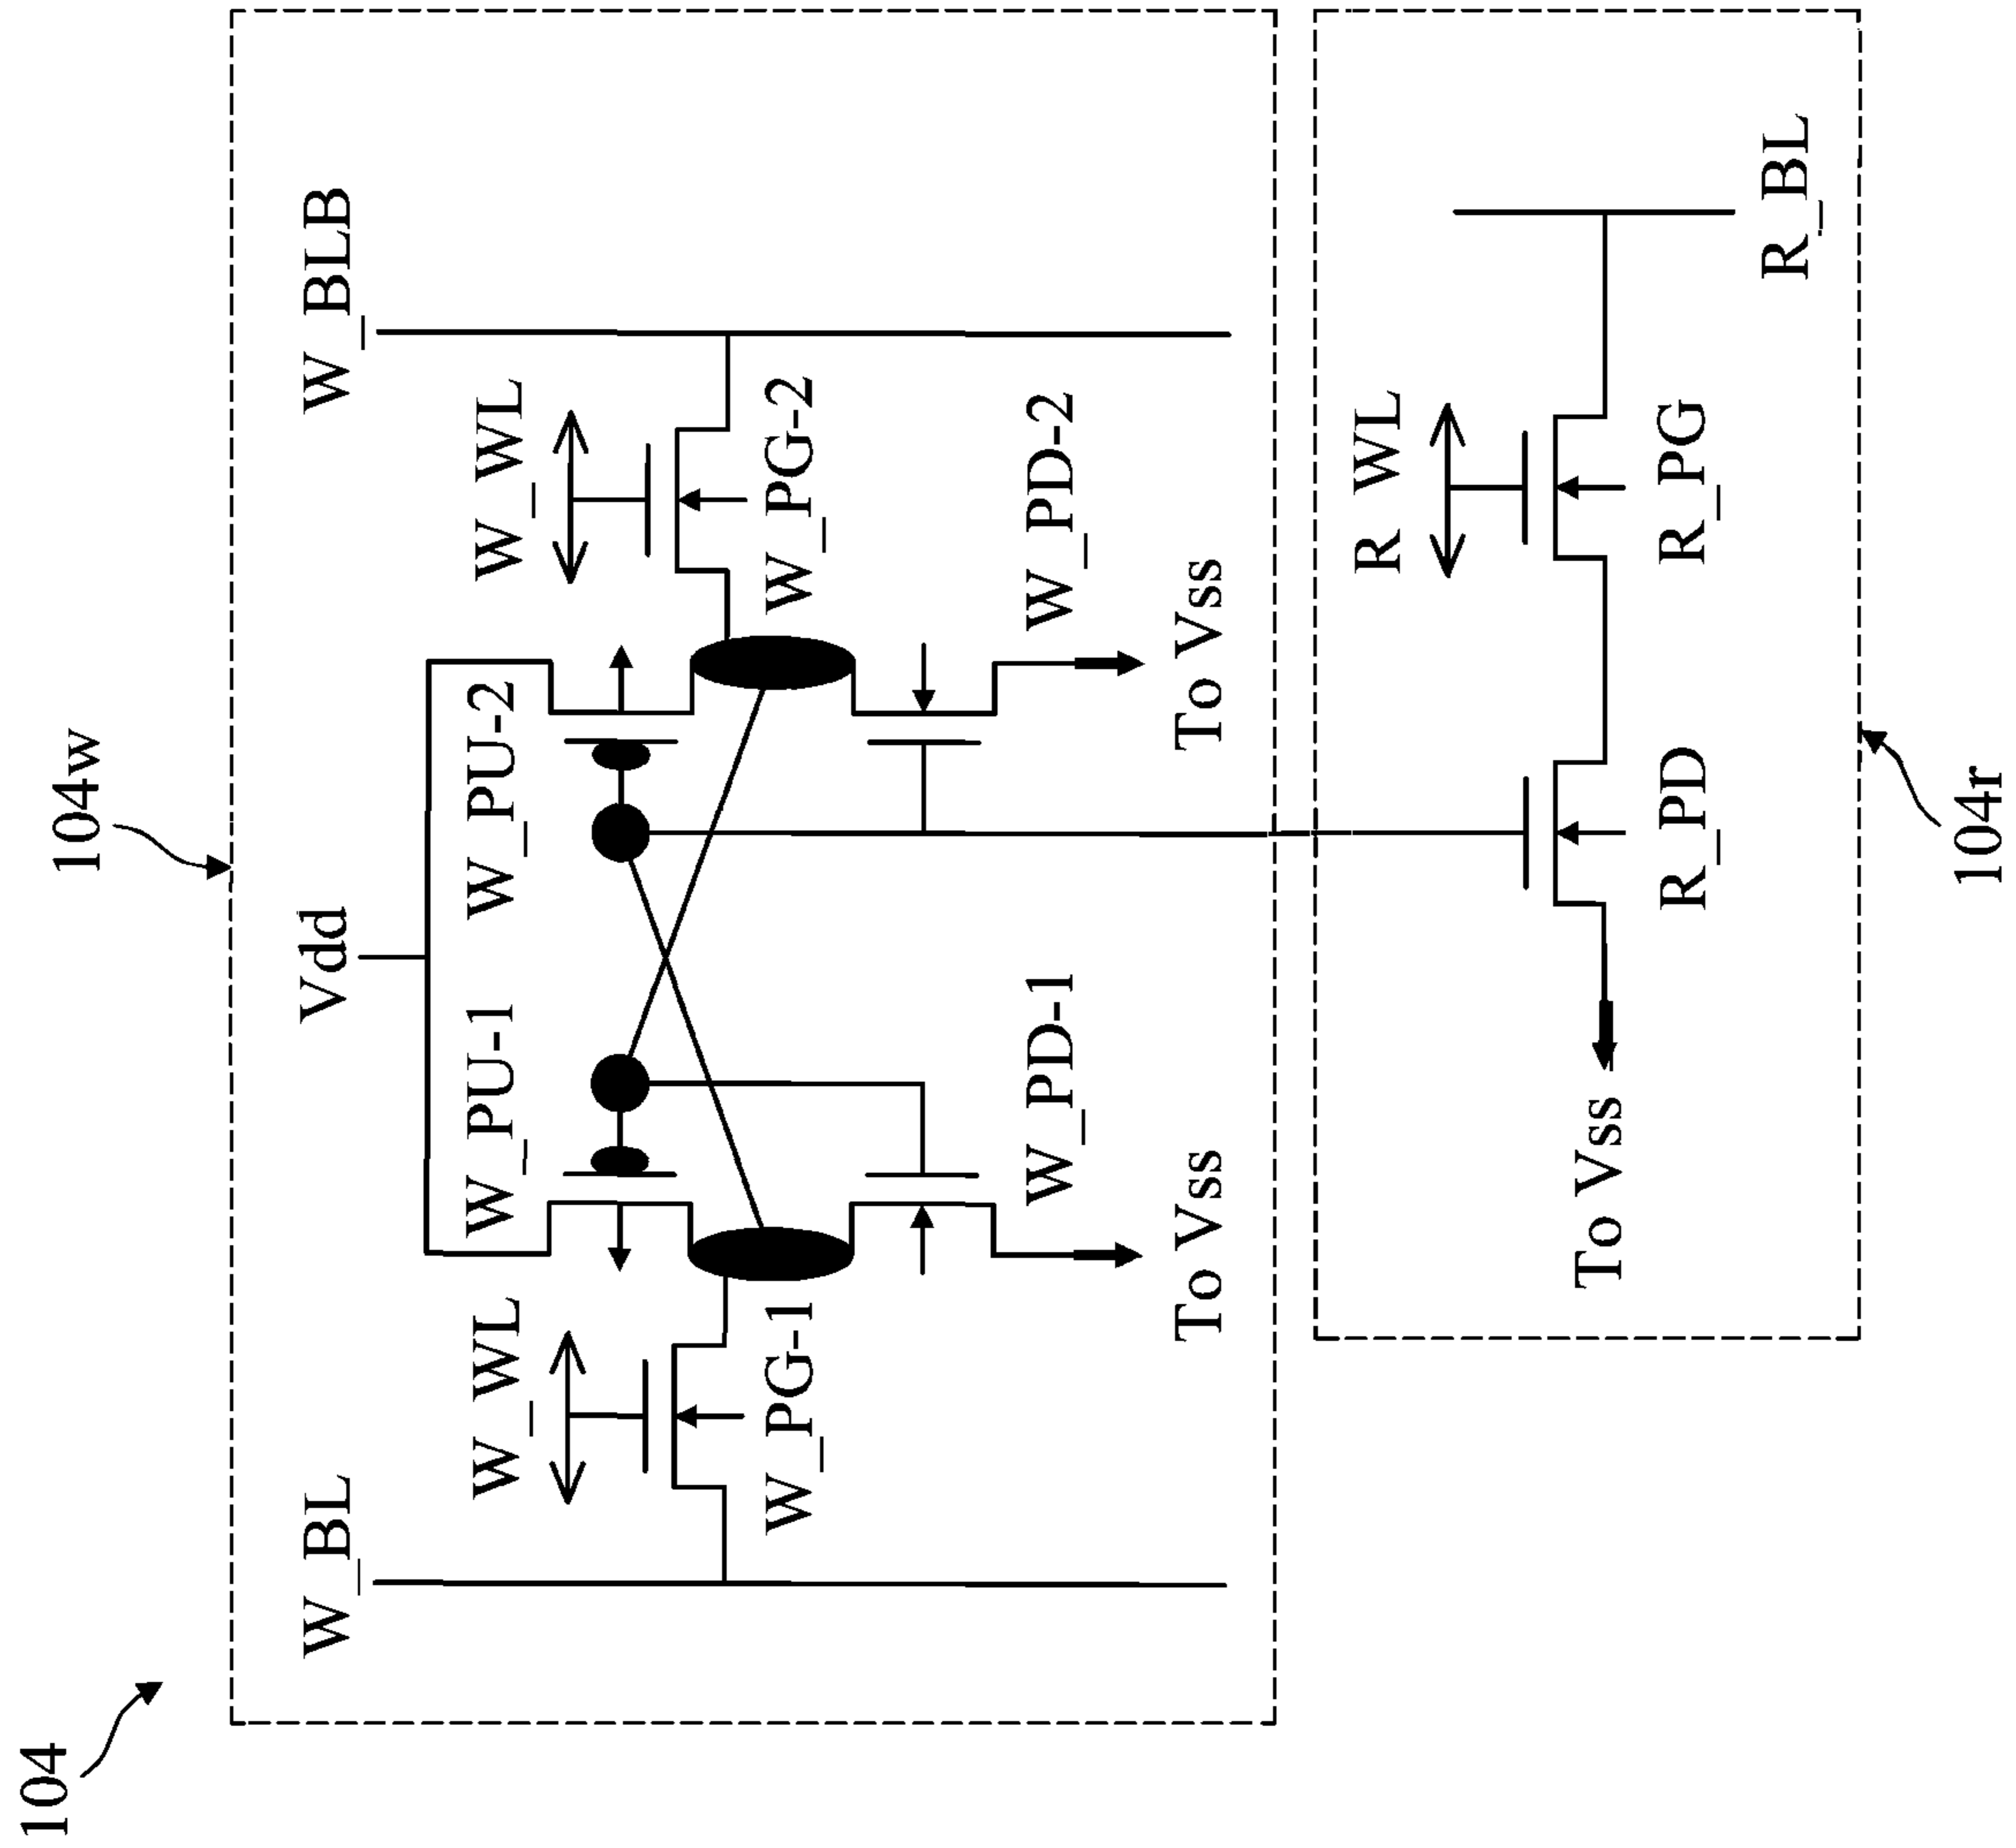 104
104w
W_BL
Vdd
W_BLB
W_WL
W_PU-1
W_PU-2
W_WL
W_PG-1
W_PG-2
W_PD-1
W_PD-2
To Vss
To Vss
R WL
To Vss
R_PD
R_PG
R_BL
104r